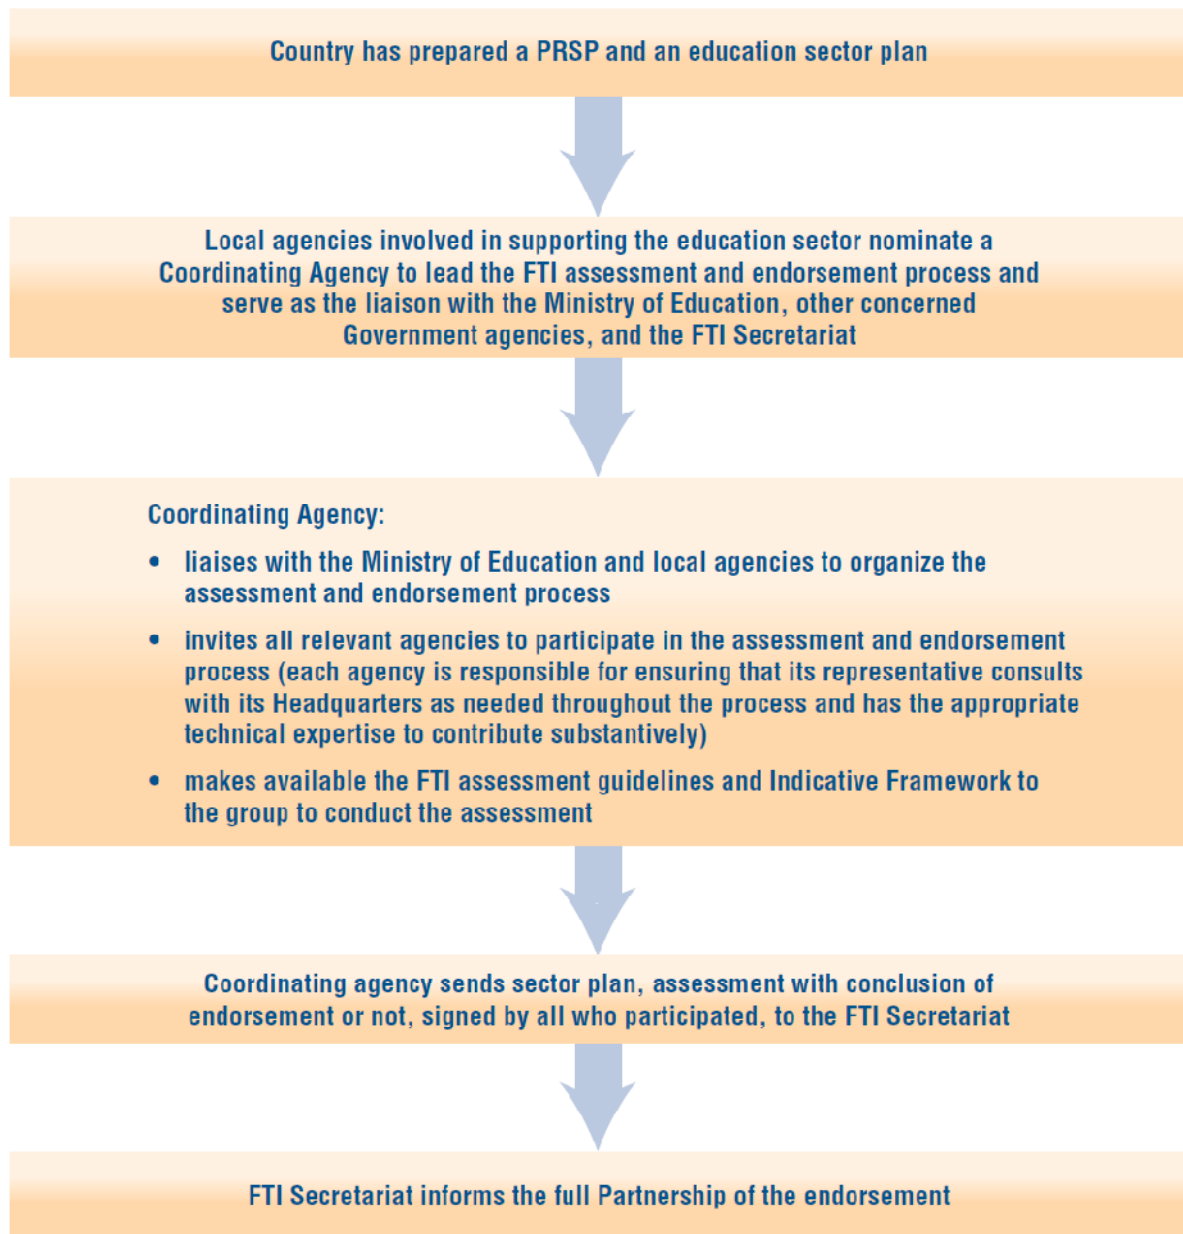 Country has prepared a PRSP and an education sector plan
Local agencies involved in supporting the education sector nominate a
Coordinating Agency to lead the FTI assessment and endorsement process and
serve as the liaison with the Ministry of Education, other concerned
Government agencies, and the FTI Secretariat
Coordinating Agency:
• liaises with the Ministry of Education and local agencies to organize the
assessment and endorsement process
• invites all relevant agencies to participate in the assessment and endorsement
process (each agency is responsible for ensuring that its representative consults
with its Headquarters as needed throughout the process and has the appropriate
technical expertise to contribute substantively)
• makes available the FTI assessment guidelines and Indicative Framework to
the group to conduct the assessment
Coordinating agency sends sector plan, assessment with conclusion of
endorsement or not, signed by all who participated, to the FTI Secretariat
FTI Secretariat informs the full Partnership of the endorsement